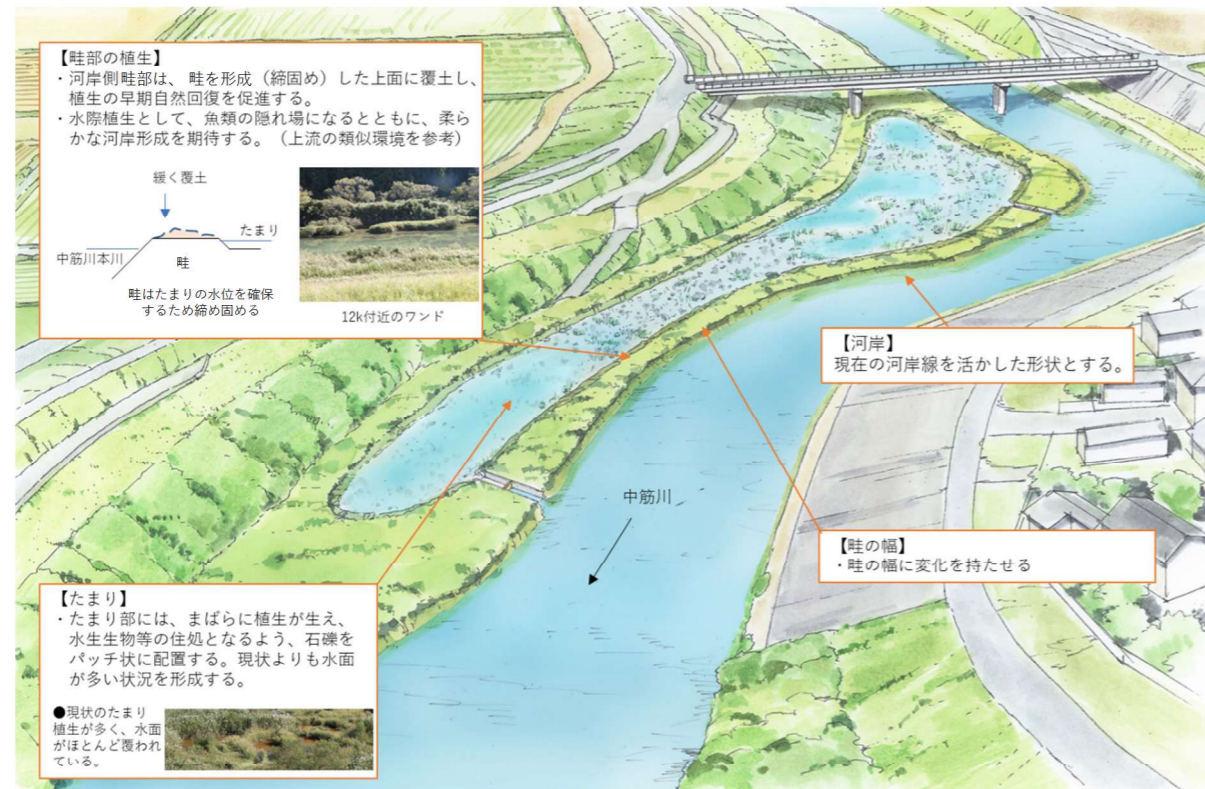 【畦部の植生】
・河岸側畦部は、 畦を形成（締固め）した上面に覆土し、
植生の早期自然回復を促進する。
・水際植生として、魚類の隠れ場になるとともに、柔ら
かな河岸形成を期待する。（上流の類似環境を参考）
緩く覆土
たまり
中筋川本川
畦
畦はたまりの水位を確保
するため締め固める
12k付近のワンド
【河岸】
現在の河岸線を活かした形状とする。
中筋川
【畦の幅】
・畦の幅に変化を持たせる
【たまり】
・たまり部には、まばらに植生が生え、
水生生物等の住処となるよう、石礫を
パッチ状に配置する。現状よりも水面
が多い状況を形成する。
●現状のたまり
植生が多く、水面
がほとんど覆われ
ている。